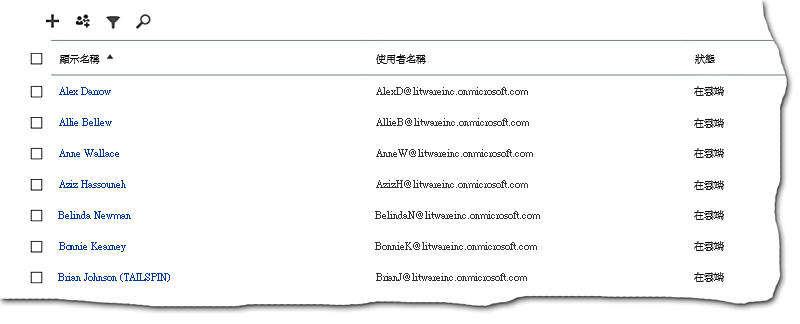 顯示名稱 使用者名稱 狀態
Alex Darrow AlexD@litwareinc.onmicrosoft.com 在雲端
Allie Bellew AllieB@litwareinc.onmicrosoft.com 在雲端
Anne Wallace AnneW@litwareinc.onmicrosoft.com 在雲端
Aziz Hassouneh AzizH@litwareinc.onmicrosoft.com 在雲端
Belinda Newman BelindaN@litwareinc.onmicrosoft.com 在雲端
Bonnie Kearney BonnieK@litwareinc.onmicrosoft.com 在雲端
Brian Johnson (TAILSPIN) BrianJ@litwareinc.onmicrosoft.com 在雲端